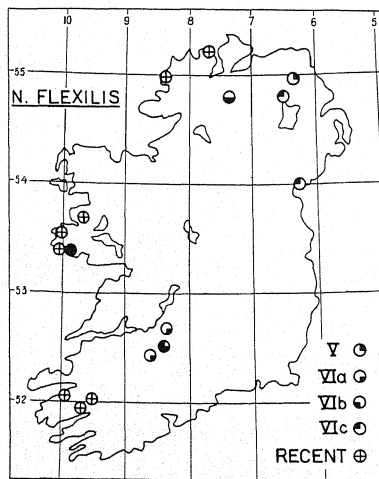 10 9 8 7 6 5
55
N. FLEXILIS
54
53
52
V
VIa
VIb
VIc
RECENT